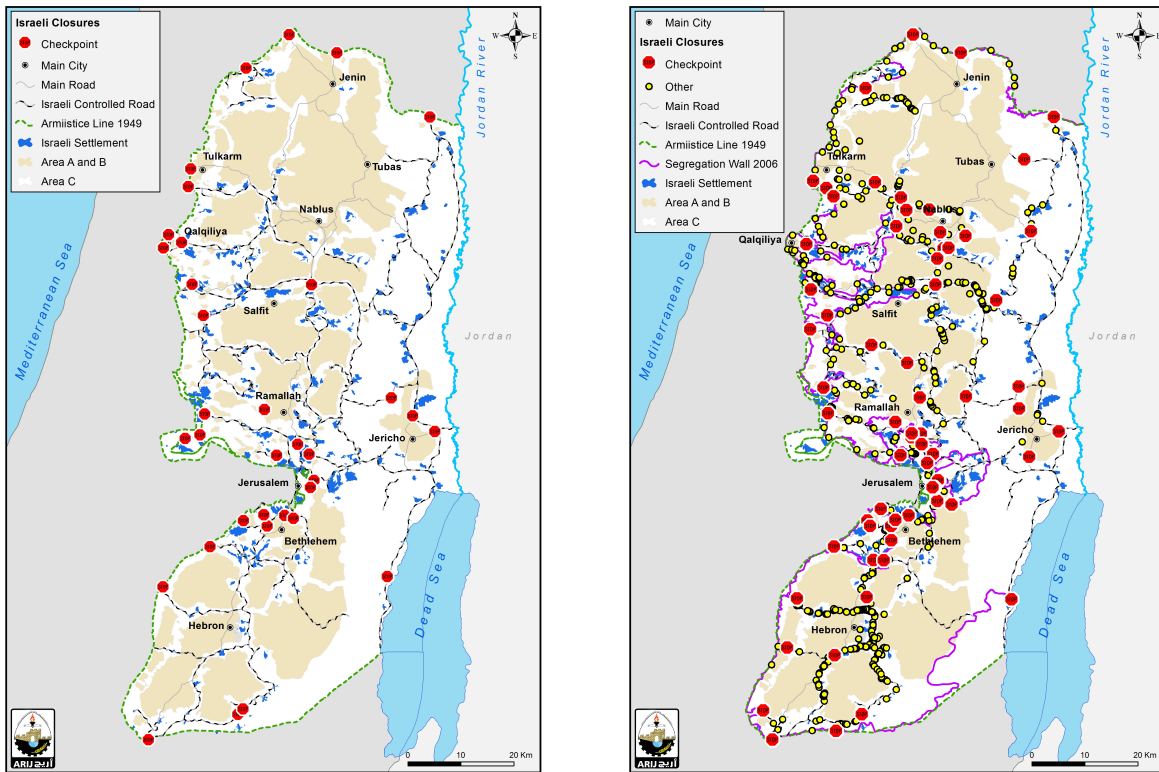 Israeli Closures
Checkpoint
Main City
Main Road
Israeli Controlled Road
Armiistice Line 1949
Israeli Settlement
Area A and B
Area C
N
W
E
S
Jenin
Jordan River
Tulkarm
Tubas
Nablus
Qalqiliya
Mediterranean Sea
Salfit
Jordan
Ramallah
Jericho
Jerusalem
Bethlehem
Dead Sea
Hebron
ARIJ أريج
0 10 20 Km
Main City
Israeli Closures
Checkpoint
Other
Main Road
Israeli Controlled Road
Armiistice Line 1949
Segregation Wall 2006
Israeli Settlement
Area A and B
Area C
N
W
E
S
Jenin
Jordan River
Tulkarm
Tubas
Nablus
Qalqiliya
Mediterranean Sea
Salfit
Jordan
Ramallah
Jericho
Jerusalem
Bethlehem
Dead Sea
Hebron
ARIJ أريج
0 10 20 Km